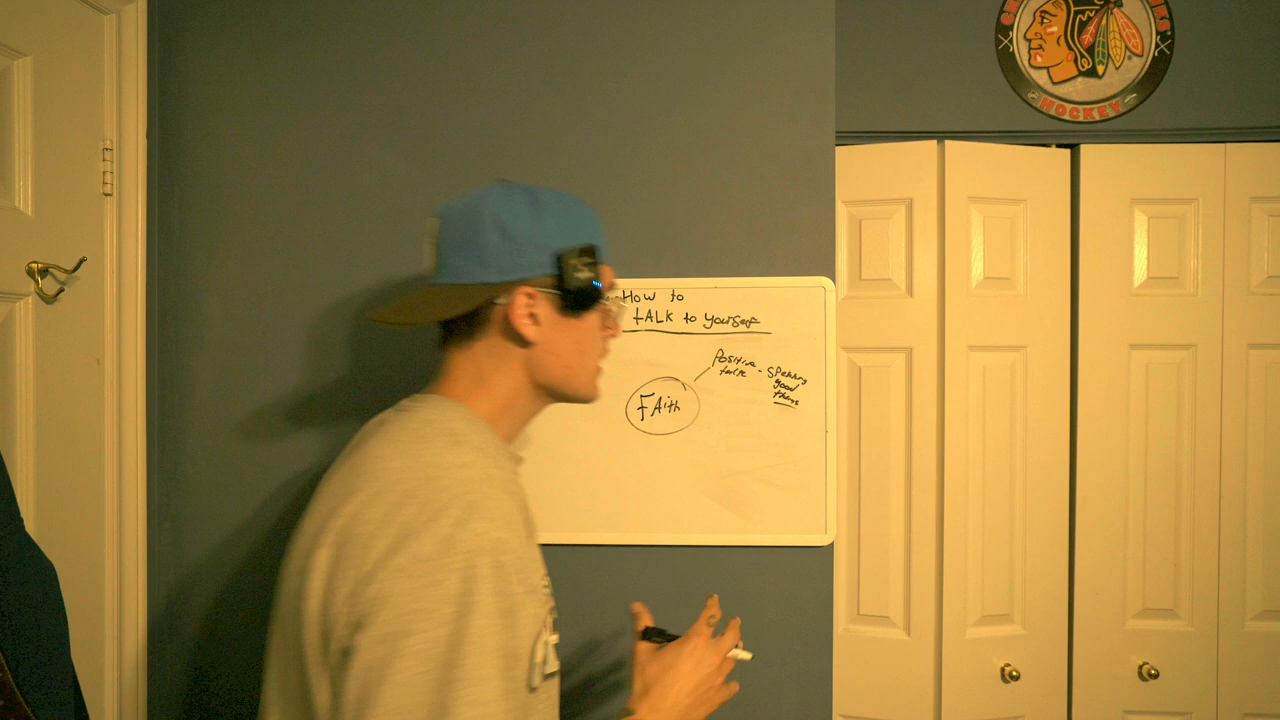 HOCKEY
How to
tALK to yourself
Positive
talk - Speaking
good
things
FAith